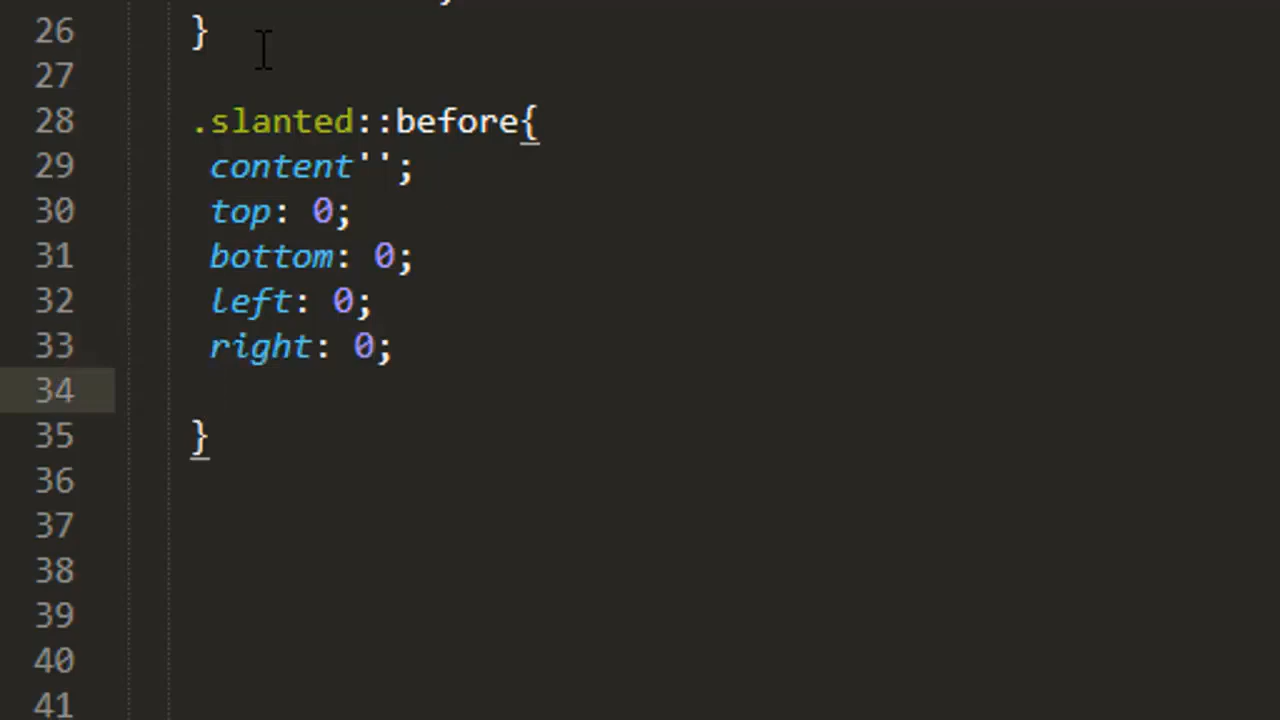 26 }
27
28 .slanted::before{
29 content'';
30 top: 0;
31 bottom: 0;
32 left: 0;
33 right: 0;
34
35 }
36
37
38
39
40
41